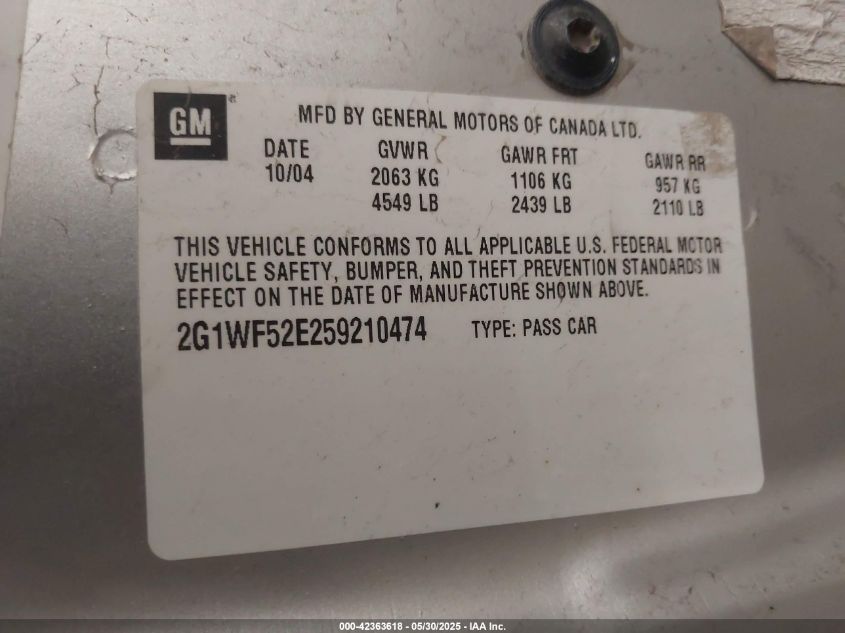 GM®
MFD BY GENERAL MOTORS OF CANADA LTD.
DATE GVWR GAWR FRT GAWR RR
10/04 2063 KG 1106 KG 957 KG
4549 LB 2439 LB 2110 LB
THIS VEHICLE CONFORMS TO ALL APPLICABLE U.S. FEDERAL MOTOR
VEHICLE SAFETY, BUMPER, AND THEFT PREVENTION STANDARDS IN
EFFECT ON THE DATE OF MANUFACTURE SHOWN ABOVE.
2G1WF52E259210474 TYPE: PASS CAR
000-42363618 - 05/30/2025 - IAA Inc.